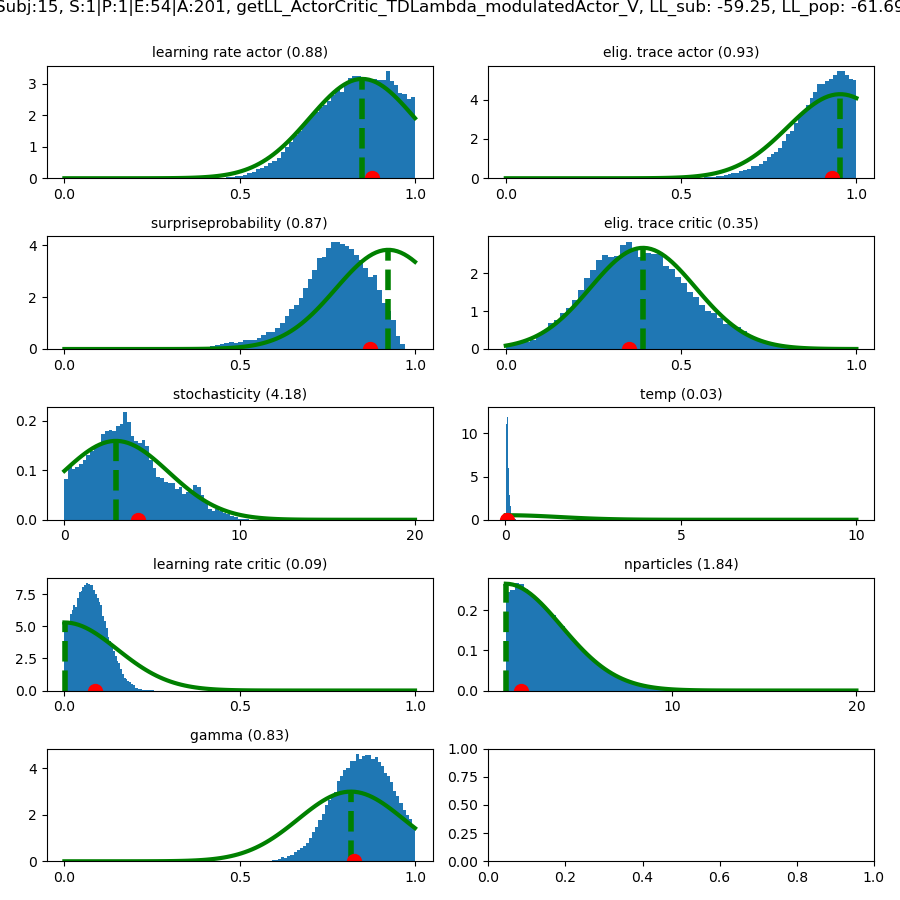 Subj:15, S:1|P:1|E:54|A:201, getLL_ActorCritic_TDLambda_modulatedActor_V, LL_sub: -59.25, LL_pop: -61.69
learning rate actor (0.88)
elig. trace actor (0.93)
3
2
1
0
0.0 0.5 1.0
4
2
0
0.0 0.5 1.0
surpriseprobability (0.87)
elig. trace critic (0.35)
4
2
0
0.0 0.5 1.0
2
1
0
0.0 0.5 1.0
stochasticity (4.18)
temp (0.03)
0.2
0.1
0.0
0 10 20
10
5
0
0 5 10
learning rate critic (0.09)
nparticles (1.84)
7.5
5.0
2.5
0.0
0.0 0.5 1.0
0.2
0.1
0.0
10 20
gamma (0.83)
4
2
0
0.0 0.5 1.0
1.00
0.75
0.50
0.25
0.00
0.0 0.2 0.4 0.6 0.8 1.0